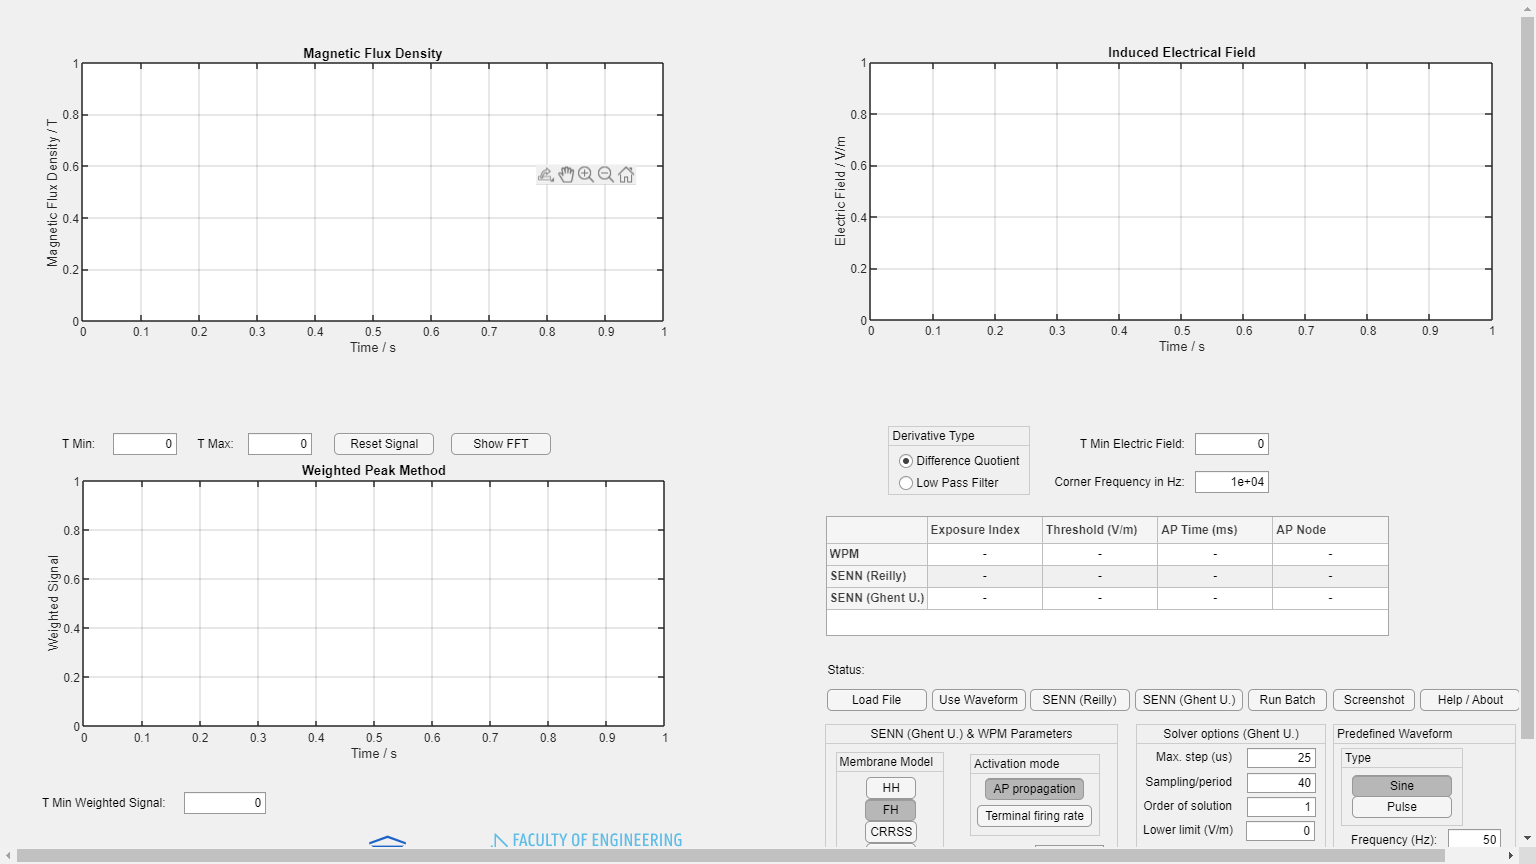 Magnetic Flux Density
Magnetic Flux Density / T
1
0.8
0.6
0.4
0.2
0
0 0.1 0.2 0.3 0.4 0.5 0.6 0.7 0.8 0.9 1
Time / s
Induced Electrical Field
Electric Field / V/m
1
0.8
0.6
0.4
0.2
0
0 0.1 0.2 0.3 0.4 0.5 0.6 0.7 0.8 0.9 1
Time / s
T Min: 0 T Max: 0 Reset Signal Show FFT
Weighted Peak Method
Weighted Signal
1
0.8
0.6
0.4
0.2
0
0 0.1 0.2 0.3 0.4 0.5 0.6 0.7 0.8 0.9 1
Time / s
T Min Weighted Signal: 0
FACULTY OF ENGINEERING
Derivative Type
Difference Quotient
Low Pass Filter
T Min Electric Field: 0
Corner Frequency in Hz: 1e+04
Exposure Index Threshold (V/m) AP Time (ms) AP Node
WPM - - - -
SENN (Reilly) - - - -
SENN (Ghent U.) - - - -
Status:
Load File Use Waveform SENN (Reilly) SENN (Ghent U.) Run Batch Screenshot Help / About
SENN (Ghent U.) & WPM Parameters
Membrane Model
HH
FH
CRRSS
Activation mode
AP propagation
Terminal firing rate
Solver options (Ghent U.)
Max. step (us) 25
Sampling/period 40
Order of solution 1
Lower limit (V/m) 0
Predefined Waveform
Type
Sine
Pulse
Frequency (Hz): 50